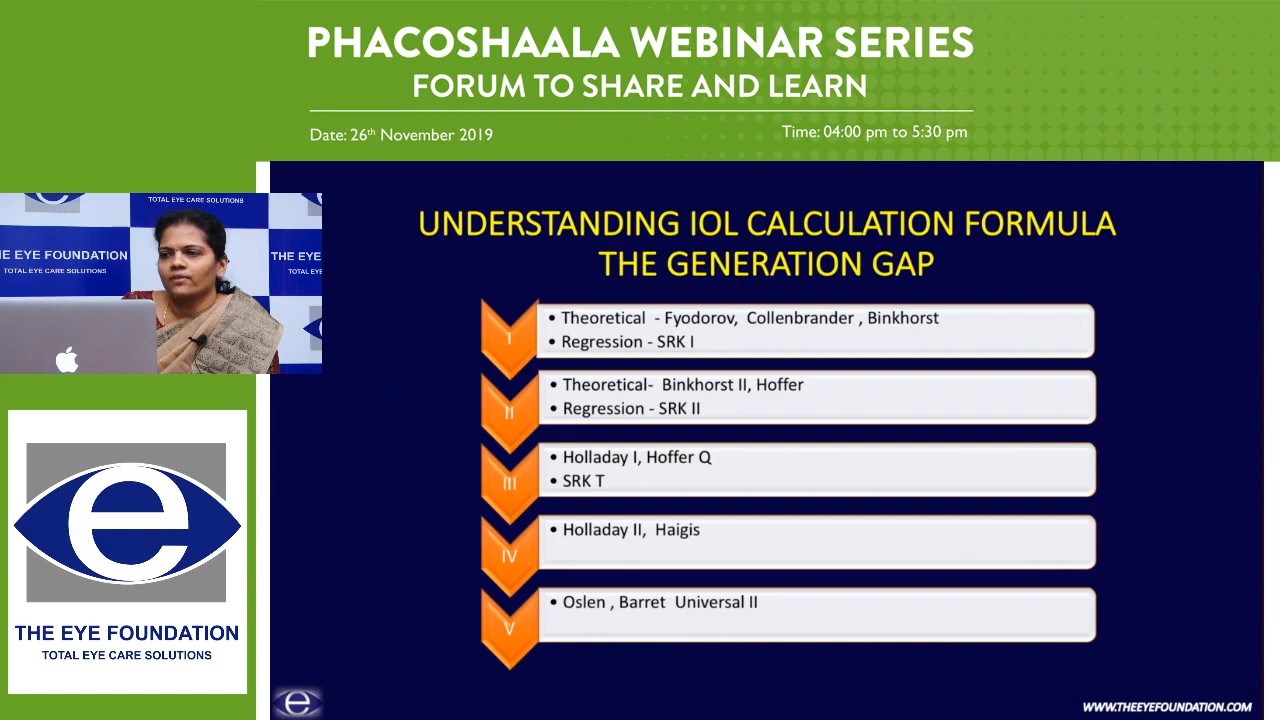 PHACOSHAALA WEBINAR SERIES
FORUM TO SHARE AND LEARN
Date: 26th November 2019
Time: 04:00 pm to 5:30 pm
TOTAL EYE CARE SOLUTIONS
E EYE FOUNDATION
TOTAL EYE CARE SOLUTIONS
THE E
TOTAL EYE
e
THE EYE FOUNDATION
TOTAL EYE CARE SOLUTIONS
UNDERSTANDING IOL CALCULATION FORMULA
THE GENERATION GAP
I
• Theoretical - Fyodorov, Collenbrander , Binkhorst
• Regression - SRK I
II
• Theoretical- Binkhorst II, Hoffer
• Regression - SRK II
III
• Holladay I, Hoffer Q
• SRK T
IV
• Holladay II, Haigis
V
• Oslen , Barret Universal II
e
WWW.THEEYEFOUNDATION.COM